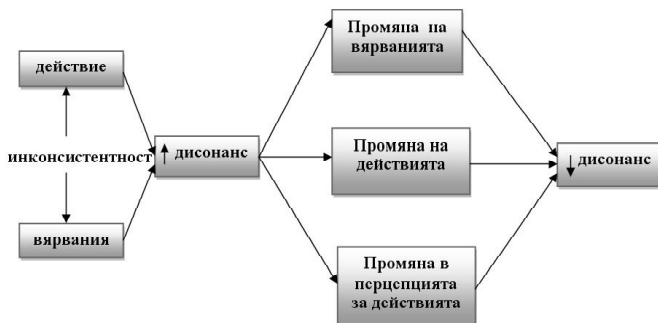 действие
инконсистентност
вярвания
↑ дисонанс
Промяна на
вярванията
Промяна на
действията
Промяна в
перцепцията
за действията
↓ дисонанс